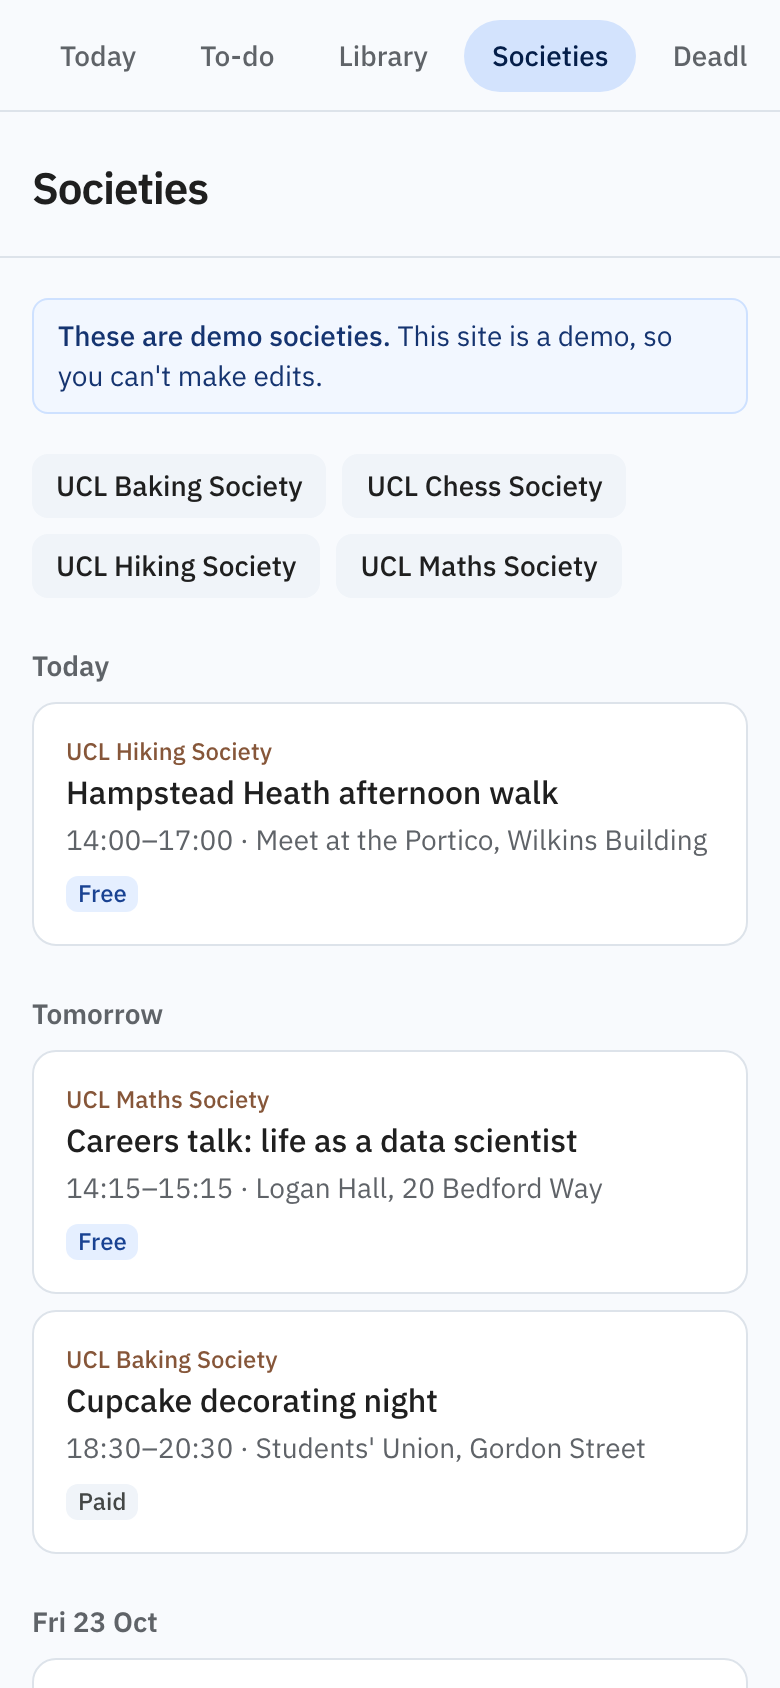 Today To-do Library Societies Deadl
Societies
These are demo societies. This site is a demo, so
you can't make edits.
UCL Baking Society UCL Chess Society
UCL Hiking Society UCL Maths Society
Today
UCL Hiking Society
Hampstead Heath afternoon walk
14:00–17:00 · Meet at the Portico, Wilkins Building
Free
Tomorrow
UCL Maths Society
Careers talk: life as a data scientist
14:15–15:15 · Logan Hall, 20 Bedford Way
Free
UCL Baking Society
Cupcake decorating night
18:30–20:30 · Students' Union, Gordon Street
Paid
Fri 23 Oct